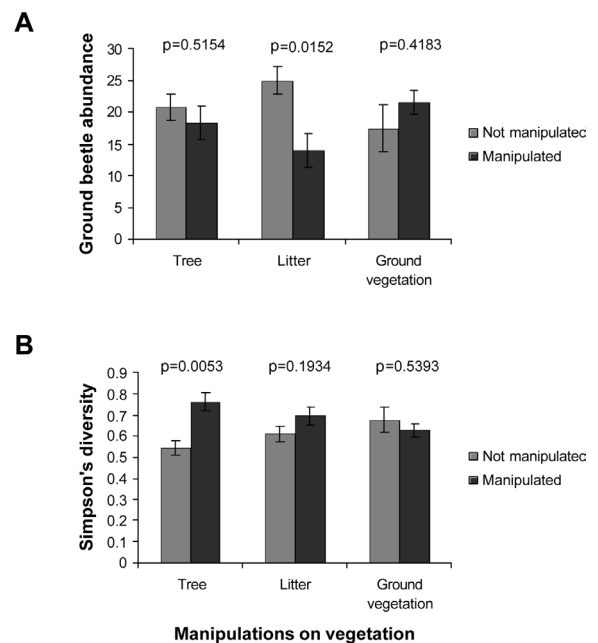 A
Ground beetle abundance
30
25
20
15
10
5
0
p=0.5154 p=0.0152 p=0.4183
Tree Litter Ground
vegetation
Not manipulated
Manipulated
B
Simpson's diversity
0.9
0.8
0.7
0.6
0.5
0.4
0.3
0.2
0.1
0
p=0.0053 p=0.1934 p=0.5393
Tree Litter Ground
vegetation
Not manipulated
Manipulated
Manipulations on vegetation